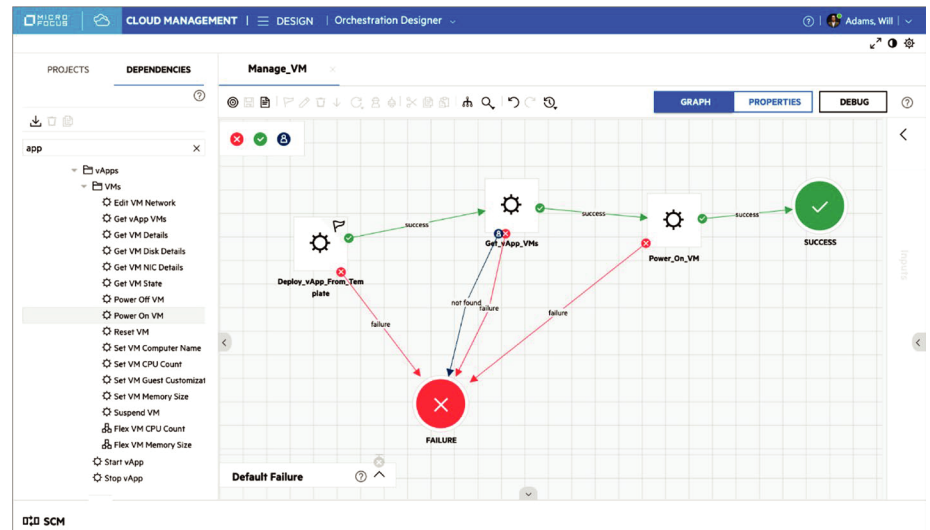 MICRO FOCUS CLOUD MANAGEMENT | DESIGN | Orchestration Designer Adams, Will
PROJECTS DEPENDENCIES Manage_VM
GRAPH PROPERTIES DEBUG
app
vApps
VMs
Edit VM Network
Get vApp VMs
Get VM Details
Get VM Disk Details
Get VM NIC Details
Get VM State
Power Off VM
Power On VM
Reset VM
Set VM Computer Name
Set VM CPU Count
Set VM Guest Customizat
Set VM Memory Size
Suspend VM
Flex VM CPU Count
Flex VM Memory Size
Start vApp
Stop vApp
success
success
success
Deploy_vApp_From_Tem
plate
Get_vApp_VMs
Power_On_VM
SUCCESS
not found
failure
failure
failure
FAILURE
Inputs
Default Failure
SCM